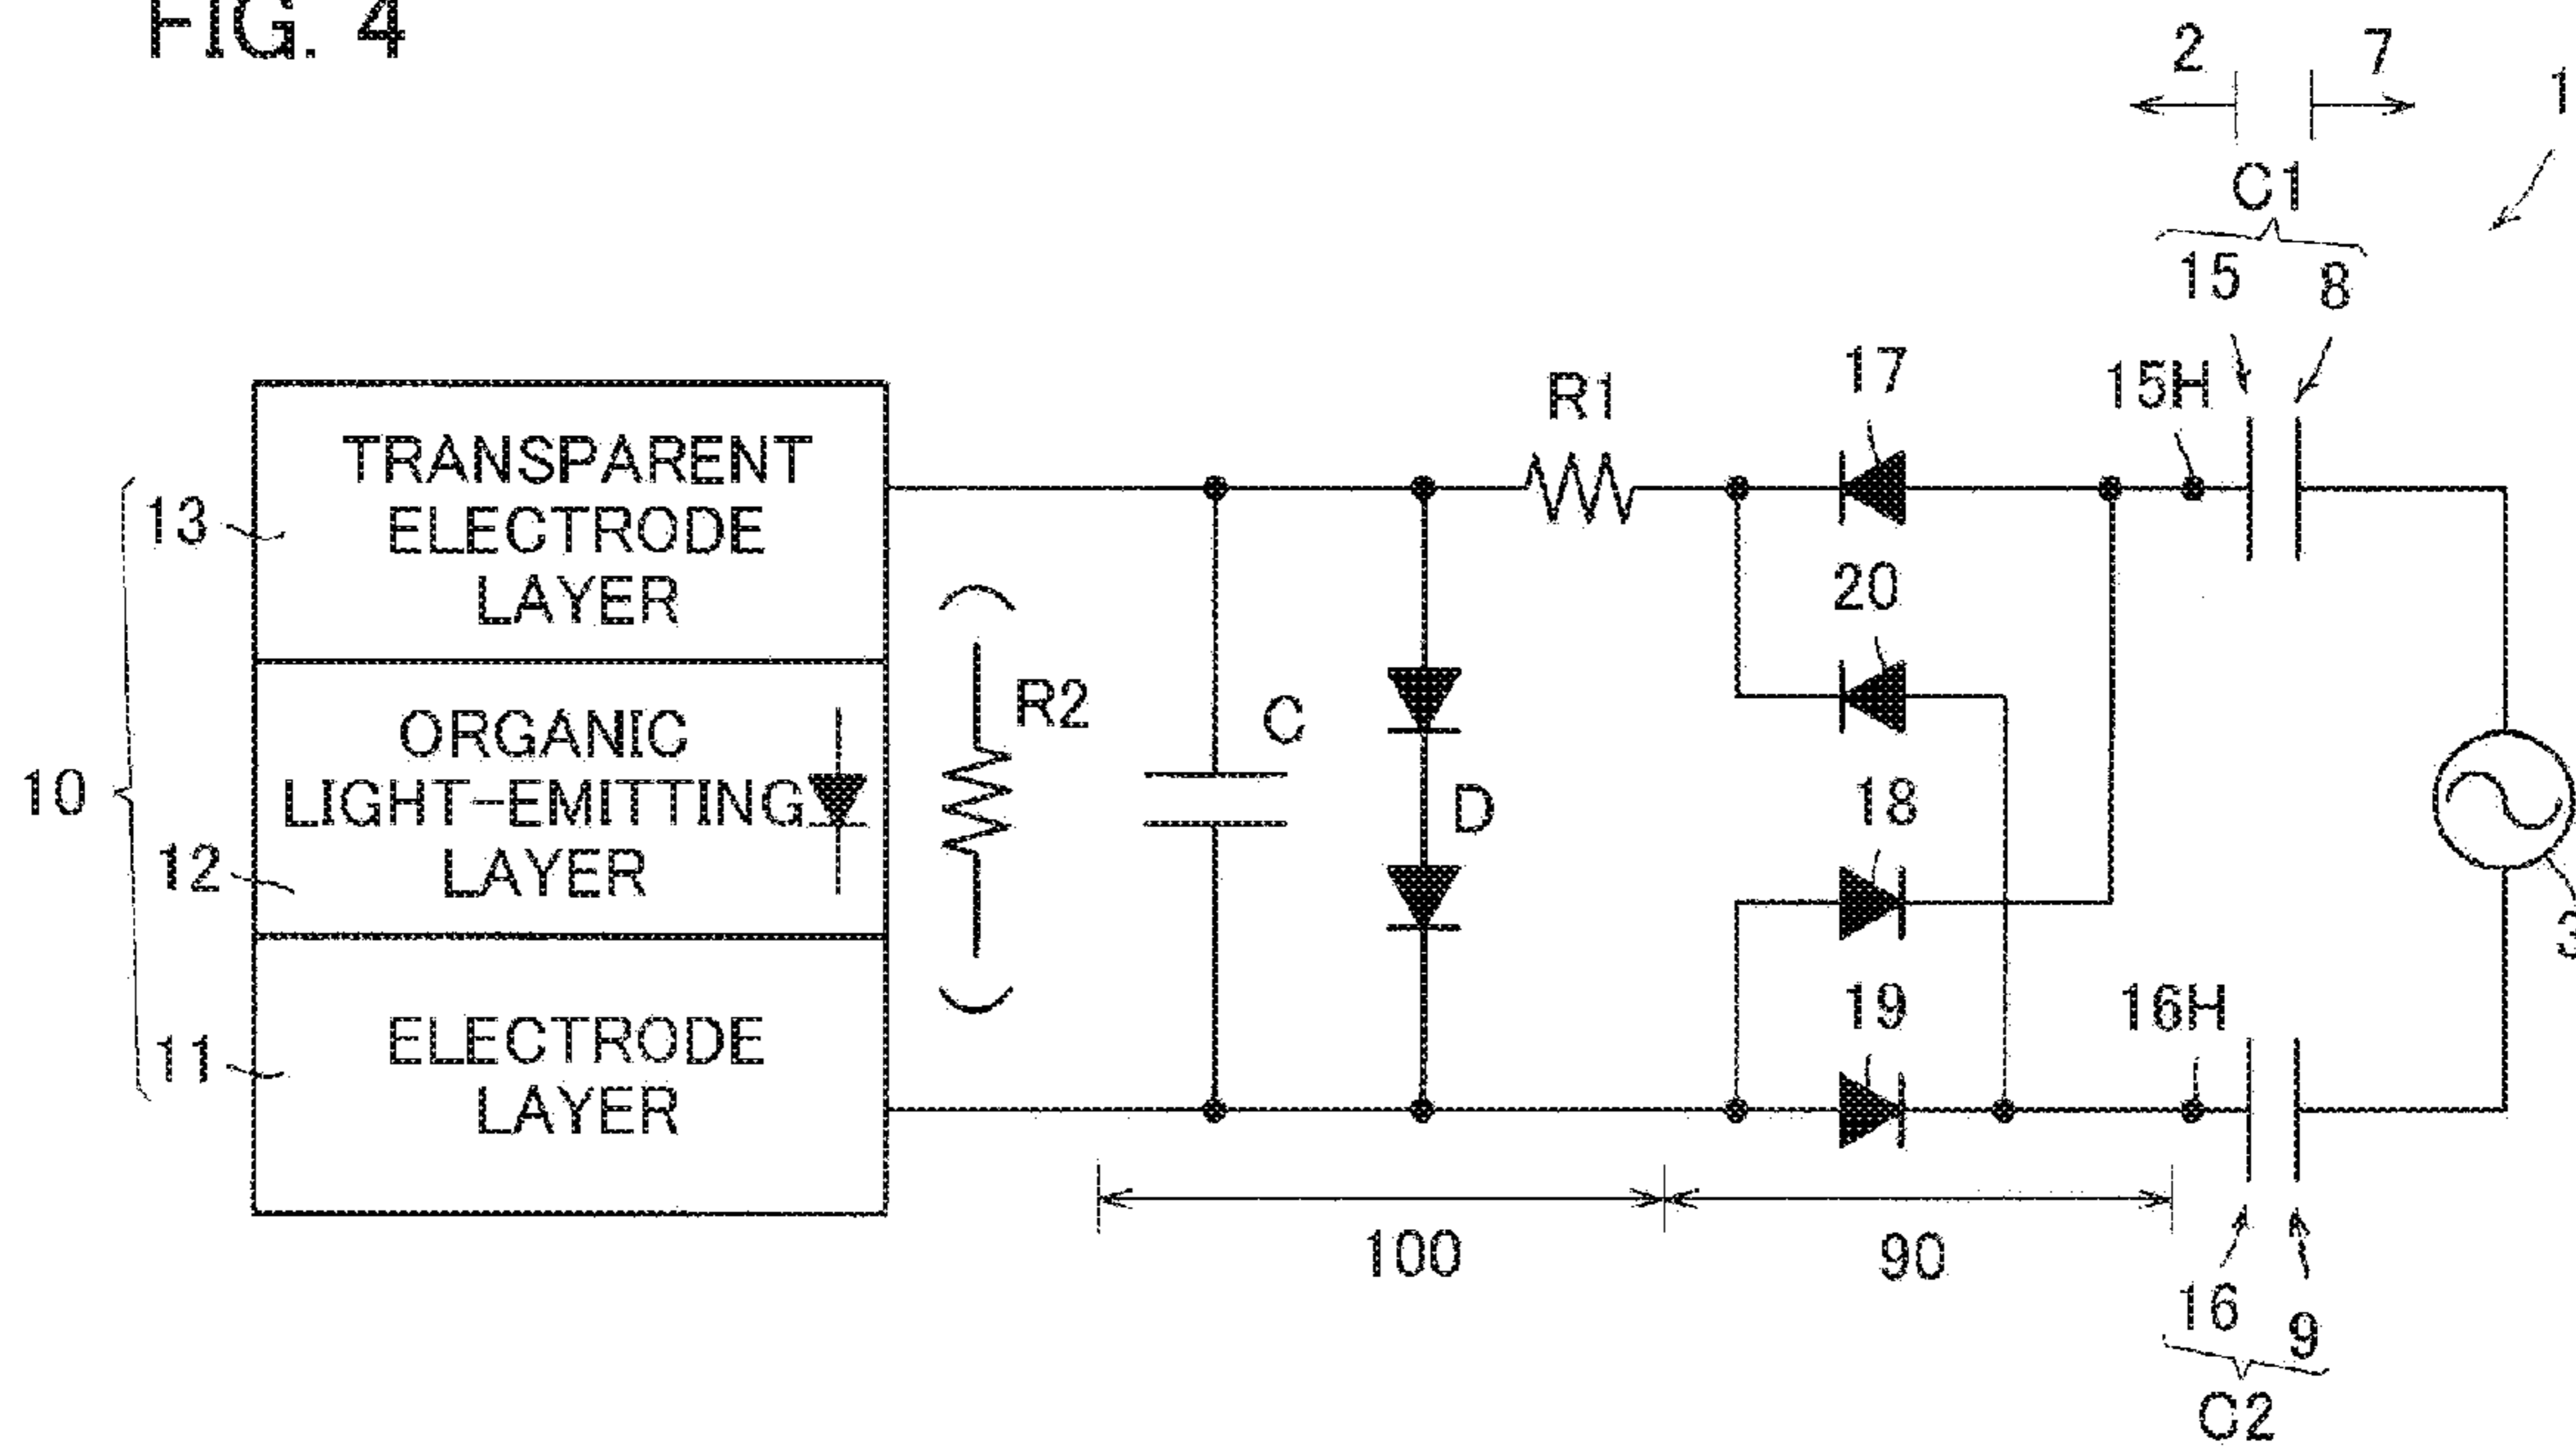 FIG. 4
2
7
1
C1
15
8
15H
17
R1
20
18
19
16H
13
TRANSPARENT
ELECTRODE
LAYER
10
12
ORGANIC
LIGHT-EMITTING
LAYER
R2
C
D
3
11
ELECTRODE
LAYER
100
90
16
9
C2